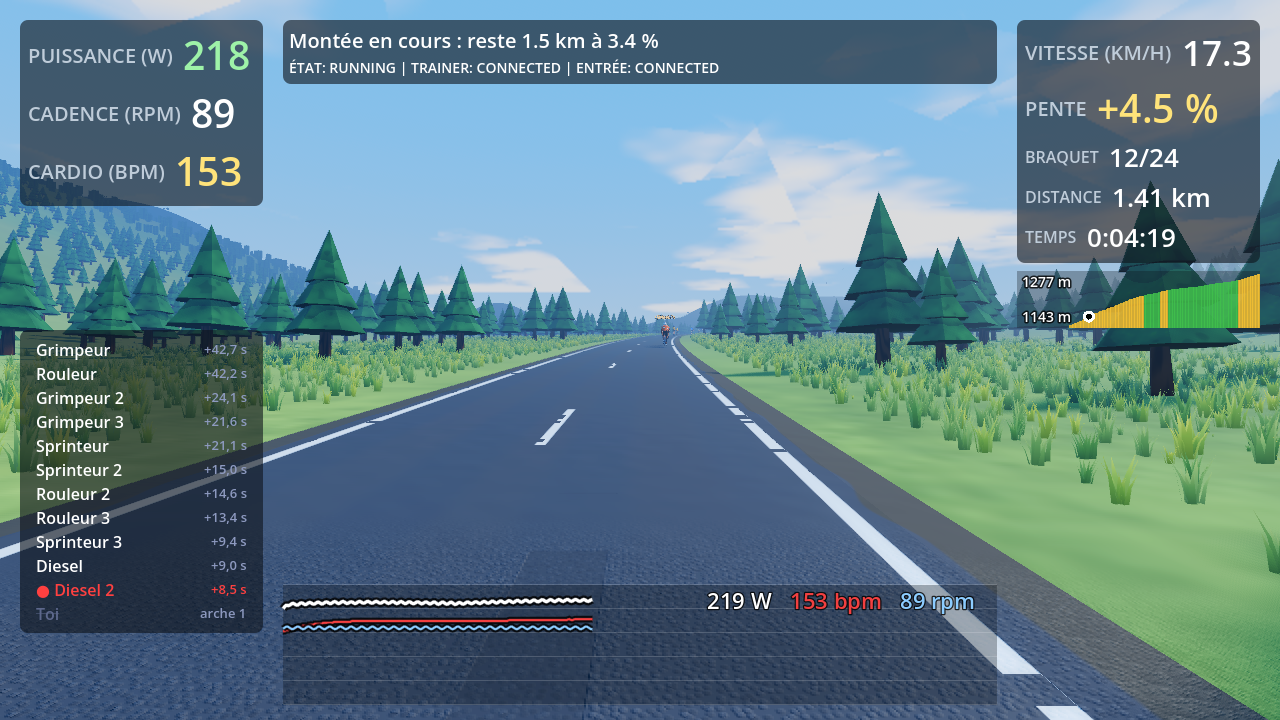 PUISSANCE (W) 218
CADENCE (RPM) 89
CARDIO (BPM) 153
Montée en cours : reste 1.5 km à 3.4 %
ÉTAT: RUNNING | TRAINER: CONNECTED | ENTRÉE: CONNECTED
VITESSE (KM/H) 17.3
PENTE +4.5 %
BRAQUET 12/24
DISTANCE 1.41 km
TEMPS 0:04:19
1277 m
1143 m
Grimpeur +42,7 s
Rouleur +42,2 s
Grimpeur 2 +24,1 s
Grimpeur 3 +21,6 s
Sprinteur +21,1 s
Sprinteur 2 +15,0 s
Rouleur 2 +14,6 s
Rouleur 3 +13,4 s
Sprinteur 3 +9,4 s
Diesel +9,0 s
Diesel 2 +8,5 s
Toi arche 1
219 W 153 bpm 89 rpm